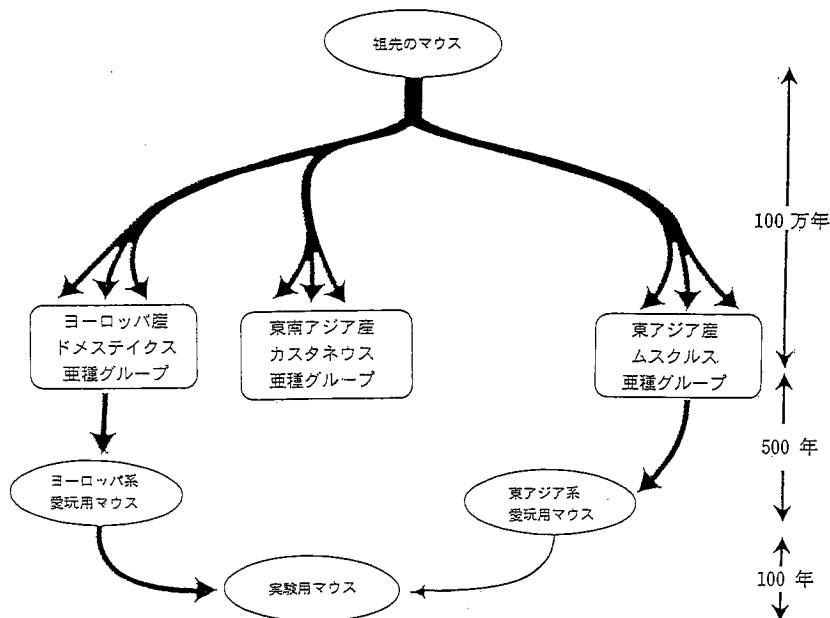 祖先のマウス
100万年
ヨーロッパ産
ドメステイクス
亜種グループ
東南アジア産
カスタネウス
亜種グループ
東アジア産
ムスクルス
亜種グループ
500 年
ヨーロッパ系
愛玩用マウス
東アジア系
愛玩用マウス
実験用マウス
100 年